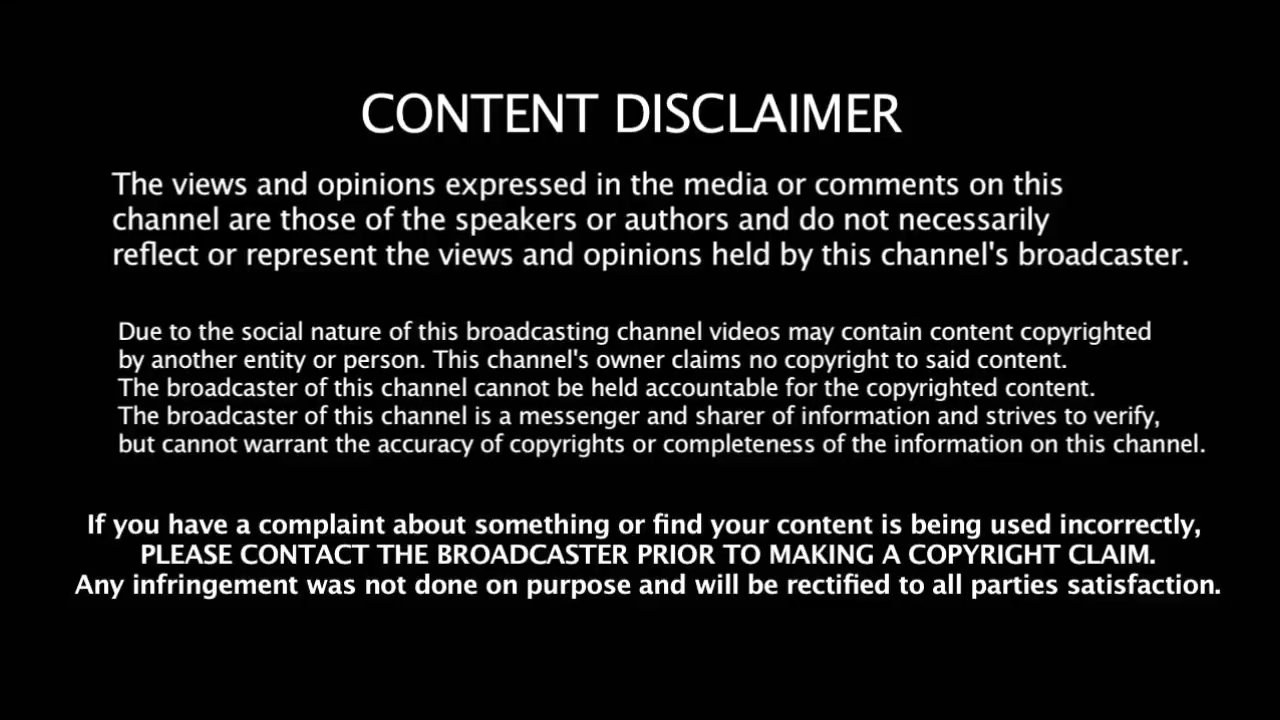 CONTENT DISCLAIMER
The views and opinions expressed in the media or comments on this
channel are those of the speakers or authors and do not necessarily
reflect or represent the views and opinions held by this channel's broadcaster.
Due to the social nature of this broadcasting channel videos may contain content copyrighted
by another entity or person. This channel's owner claims no copyright to said content.
The broadcaster of this channel cannot be held accountable for the copyrighted content.
The broadcaster of this channel is a messenger and sharer of information and strives to verify,
but cannot warrant the accuracy of copyrights or completeness of the information on this channel.
If you have a complaint about something or find your content is being used incorrectly,
PLEASE CONTACT THE BROADCASTER PRIOR TO MAKING A COPYRIGHT CLAIM.
Any infringement was not done on purpose and will be rectified to all parties satisfaction.